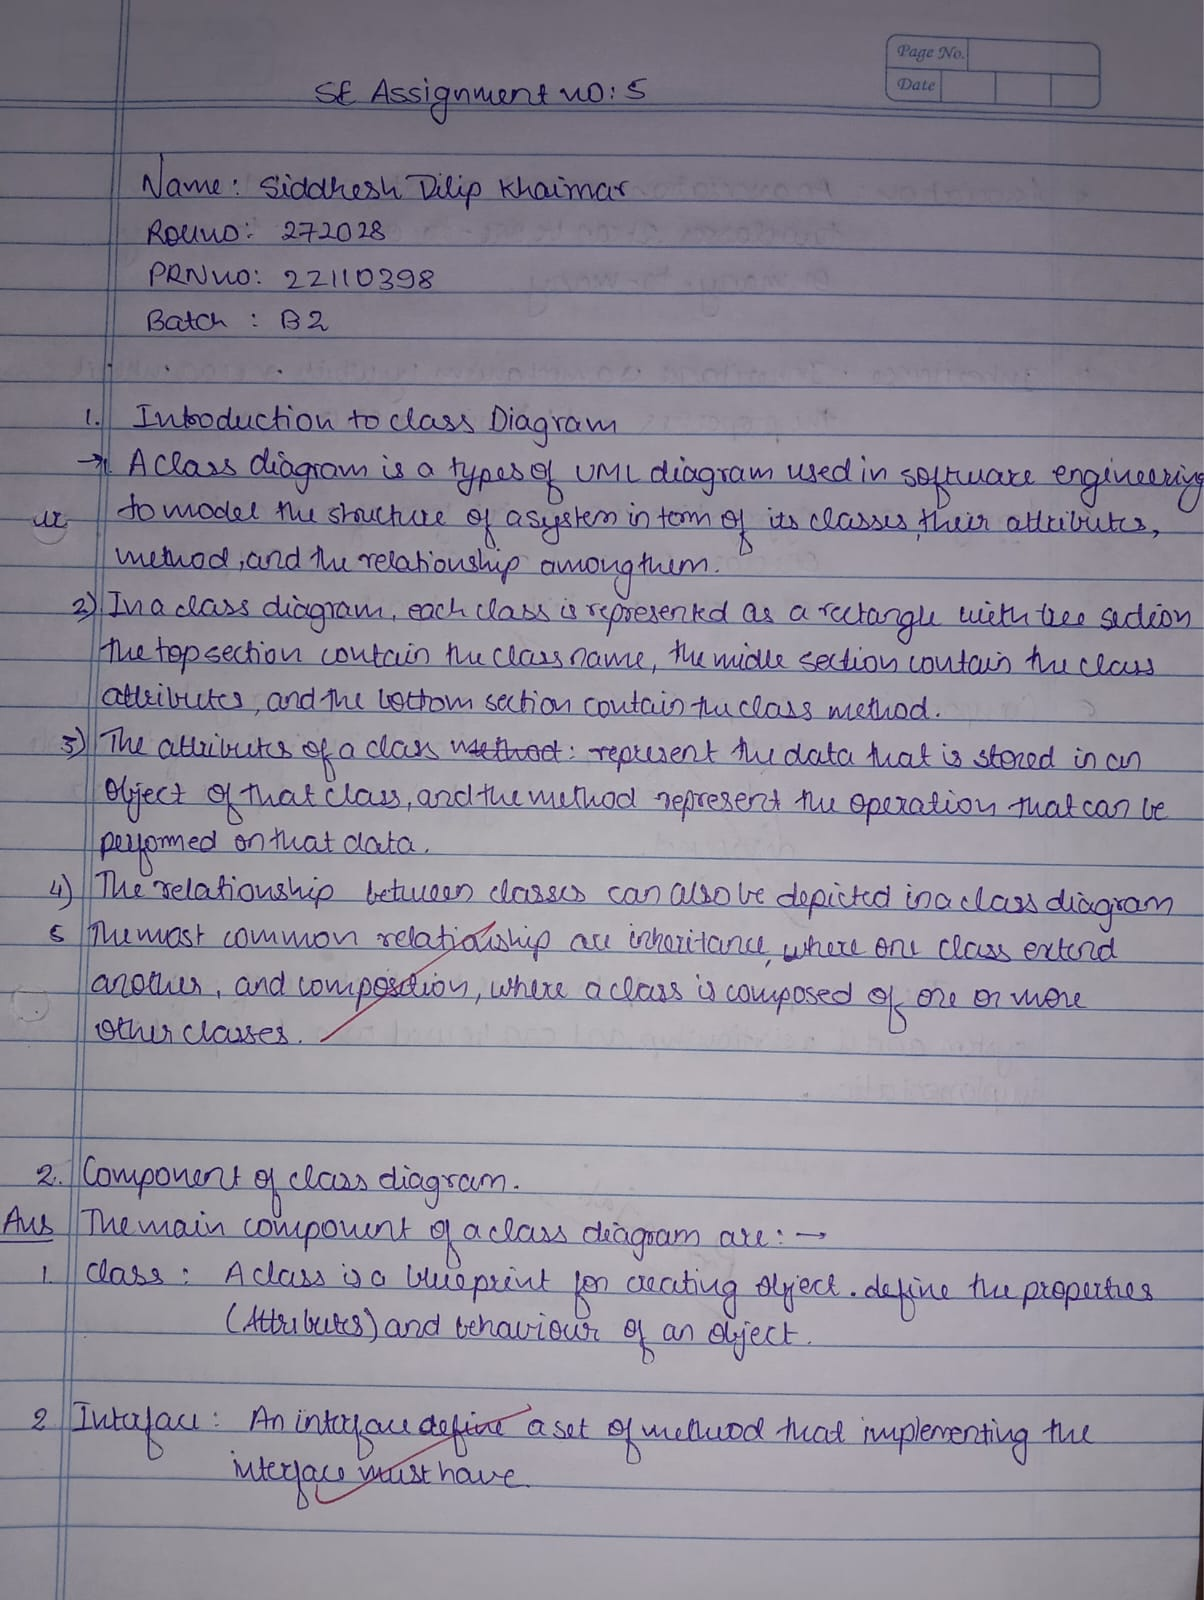 Page No.
Date
SE Assignment no: 5
Name: Siddhesh Dilip Khaimar
Rollno: 272028
PRN no: 22110398
Batch : B2
1. Introduction to class Diagram
→1. A class diagram is a types of UML diagram used in software engineering
to model the structure of a system in term of its classes, their attributes,
method, and the relationship among them.
2) In a class diagram, each class is represented as a rectangle with tree section
the top section contain the class name, the midle section contain the class
attributes, and the bottom section contain the class method.
3) The attributes of a class method: represent the data that is stored in an
object of that class, and the method represent the operation that can be
performed on that data.
4) The relationship between classes can also be depicted in a class diagram
5 The most common relationship are inheritance, where one class extend
another, and composition, where a class is composed of one or more
other classes.
2. Component of class diagram.
Ans The main component of a class diagram are: →
1. class: A class is a blueprint for creating object. define the properties
(Attributes) and behaviour of an object.
2 Interface: An interface define a set of method that implementing the
interface must have.